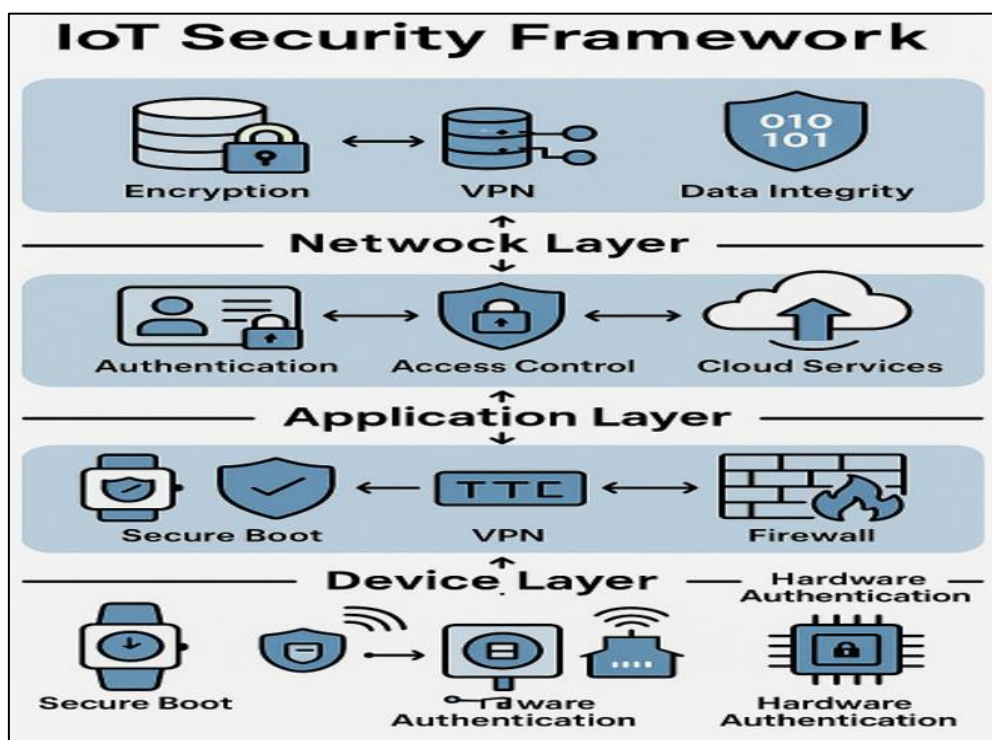 IoT Security Framework
010
101
Encryption
VPN
Data Integrity
Netwock Layer
Authentication
Access Control
Cloud Services
Application Layer
TTC
Secure Boot
VPN
Firewall
Device Layer
Hardware
Authentication
Secure Boot
ware
Authentication
Hardware
Authentication